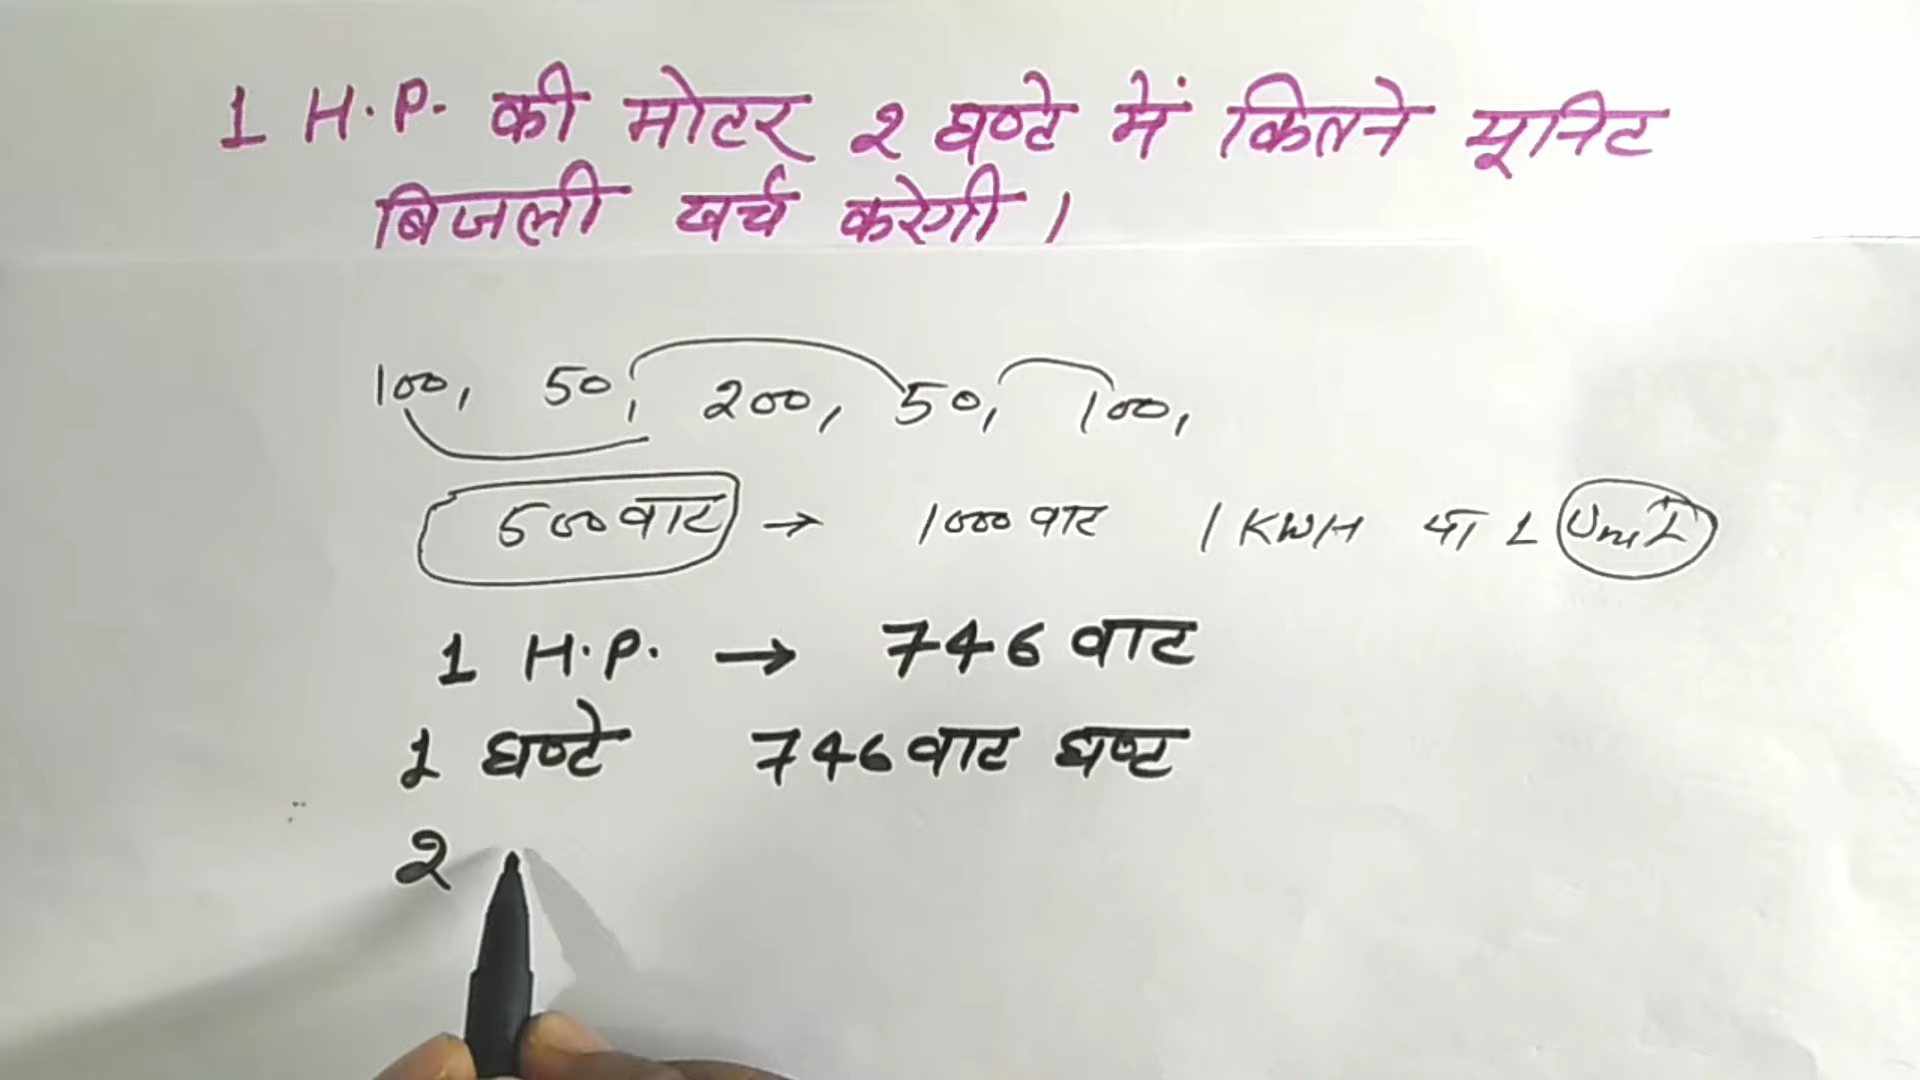 1 H.P. की मोटर 2 घण्टे में कितने यूनिट
बिजली खर्च करेगी ।
100, 50, 200, 50, 100,
500 वाट → 1000 वाट 1 KWH या 1 Unit
1 H.P. → 746 वाट
1 घण्टे 746 वाट घण्ट
2